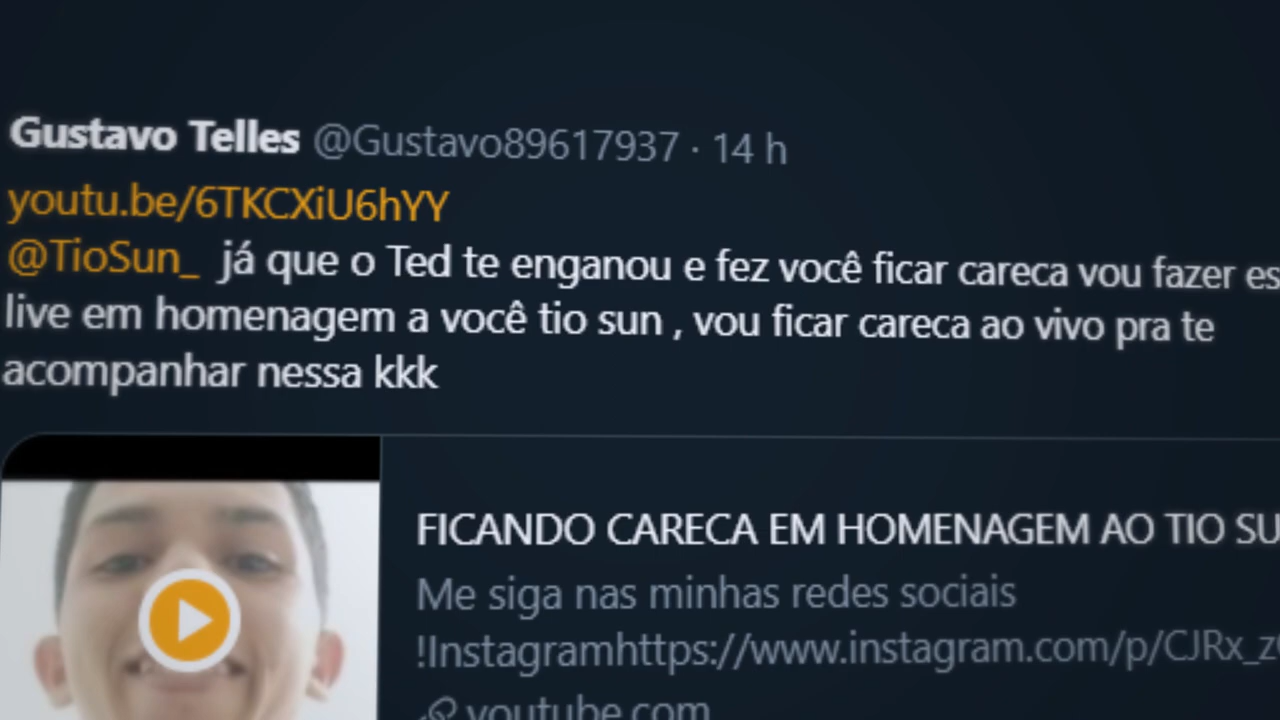 Gustavo Telles @Gustavo89617937 · 14 h
youtu.be/6TKCXiU6hYY
@TioSun_ já que o Ted te enganou e fez você ficar careca vou fazer es
live em homenagem a você tio sun , vou ficar careca ao vivo pra te
acompanhar nessa kkk
FICANDO CARECA EM HOMENAGEM AO TIO SU
Me siga nas minhas redes sociais
!Instagramhttps://www.instagram.com/p/CJRx_z
youtube.com